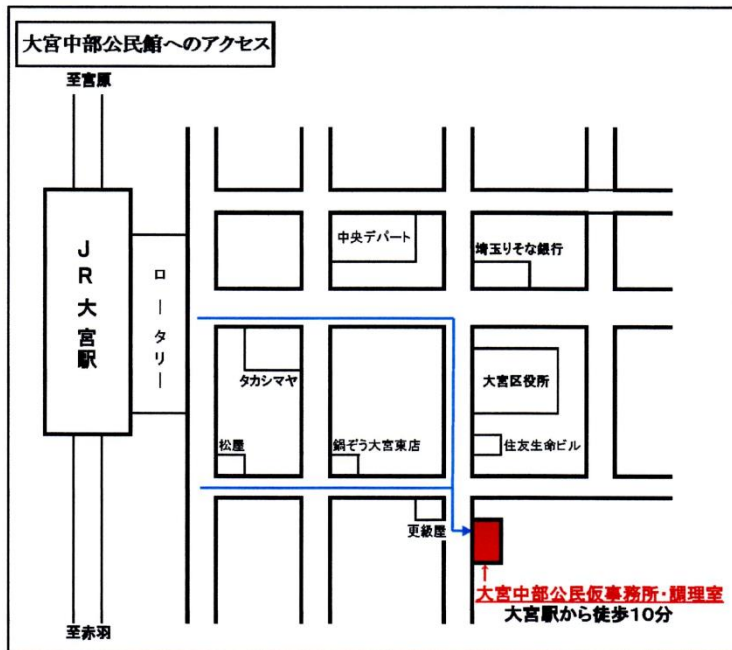 大宮中部公民館へのアクセス
至宮原
中央デパート
埼玉りそな銀行
JR大宮駅
ロータリー
タカシマヤ
大宮区役所
松屋
鍋ぞう大宮東店
住友生命ビル
更級屋
大宮中部公民仮事務所・調理室
大宮駅から徒歩10分
至赤羽